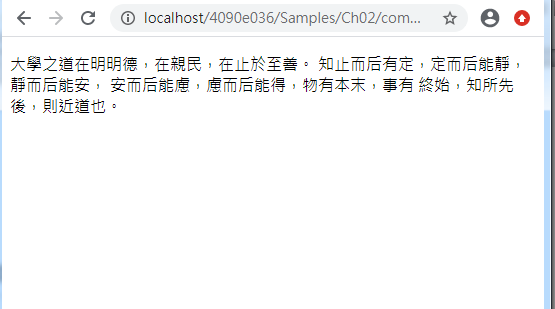 localhost/4090e036/Samples/Ch02/com...
大學之道在明明德，在親民，在止於至善。 知止而后有定，定而后能靜，
靜而后能安， 安而后能慮，慮而后能得，物有本末，事有 終始，知所先
後，則近道也。